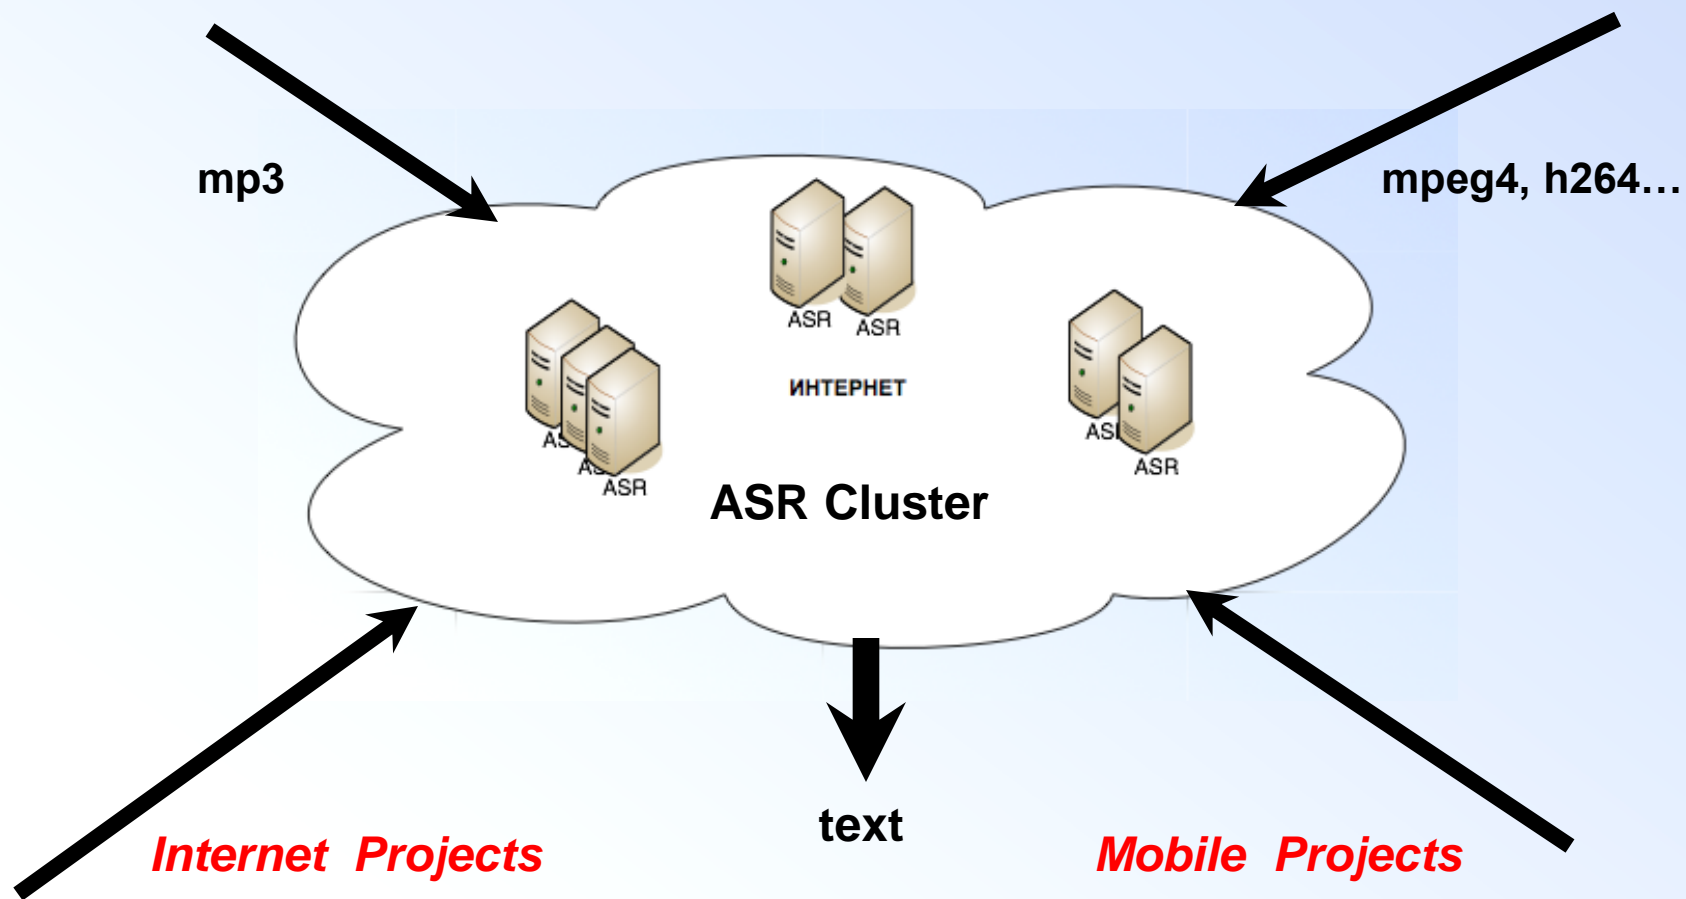 mp3
mpeg4, h264…
ASR
ASR
ИНТЕРНЕТ
ASR
ASR
ASR Cluster
text
Internet Projects
Mobile Projects